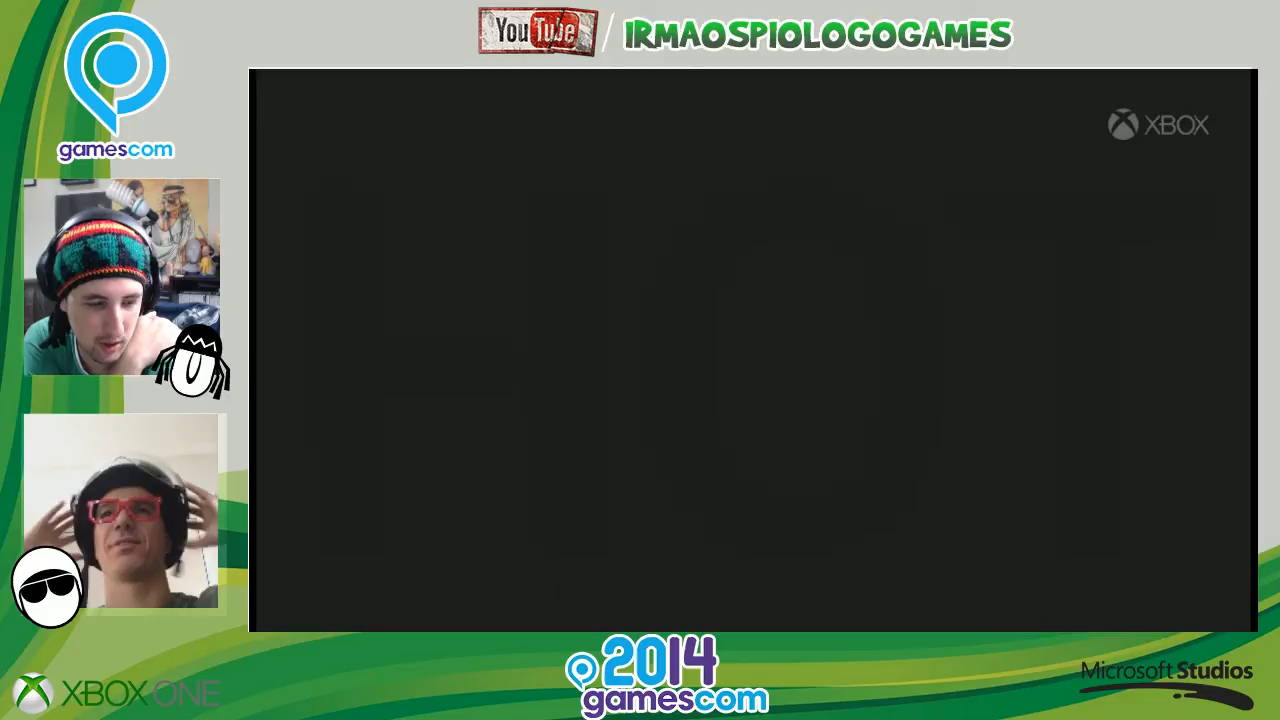 YouTube / IRMAOSPIOLOGOGAMES
gamescom
XBOX
2014
gamescom
XBOX ONE
Microsoft Studios